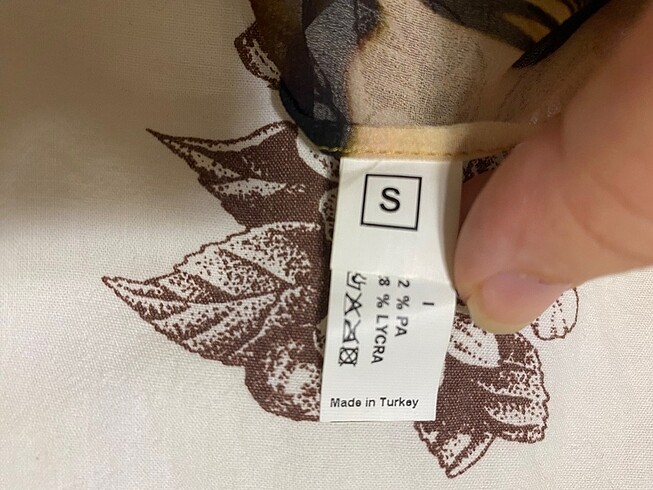 S
2 % PA
8 % LYCRA
Made in Turkey